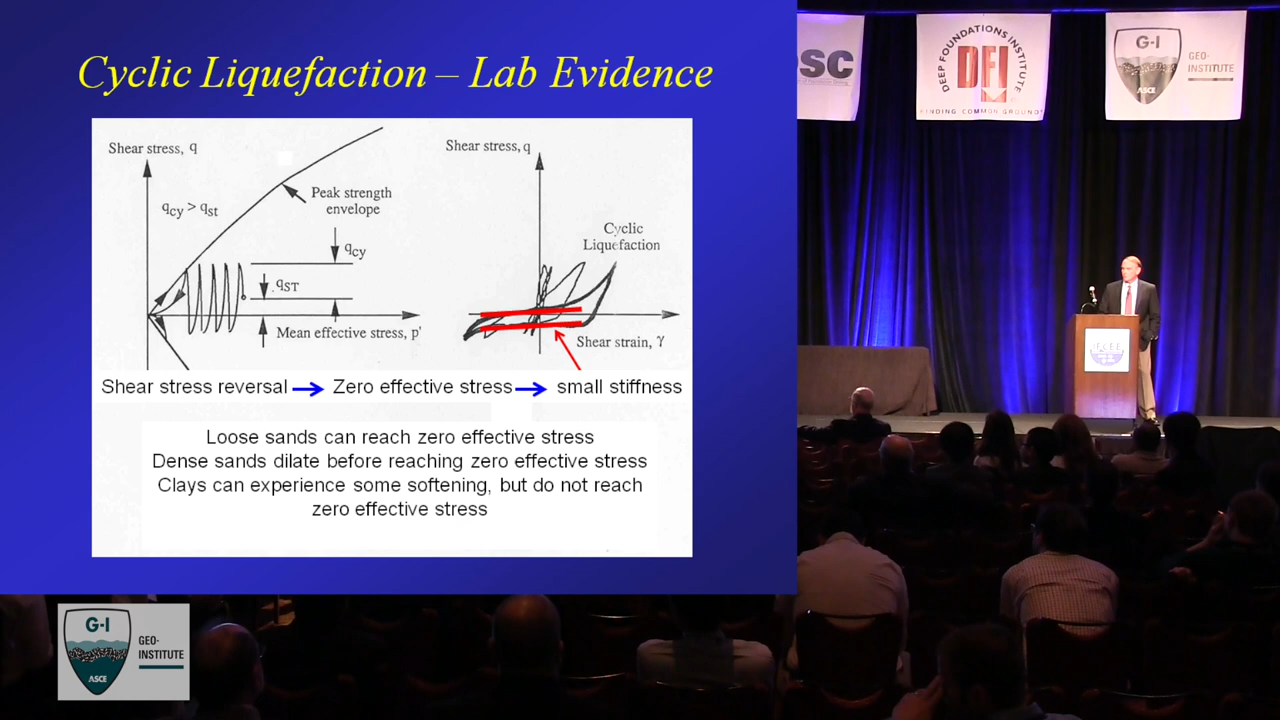 Cyclic Liquefaction – Lab Evidence
Shear stress, q
qcy > qst
Peak strength
envelope
qcy
qST
Mean effective stress, p'
Shear stress, q
Cyclic
Liquefaction
Shear strain, γ
Shear stress reversal → Zero effective stress → small stiffness
Loose sands can reach zero effective stress
Dense sands dilate before reaching zero effective stress
Clays can experience some softening, but do not reach
zero effective stress
SC
DEEP FOUNDATIONS INSTITUTE
DFI
FINDING COMMON GROUND
G-I
ASCE
GEO-
INSTITUTE
IFCEE
G-I
ASCE
GEO-
INSTITUTE